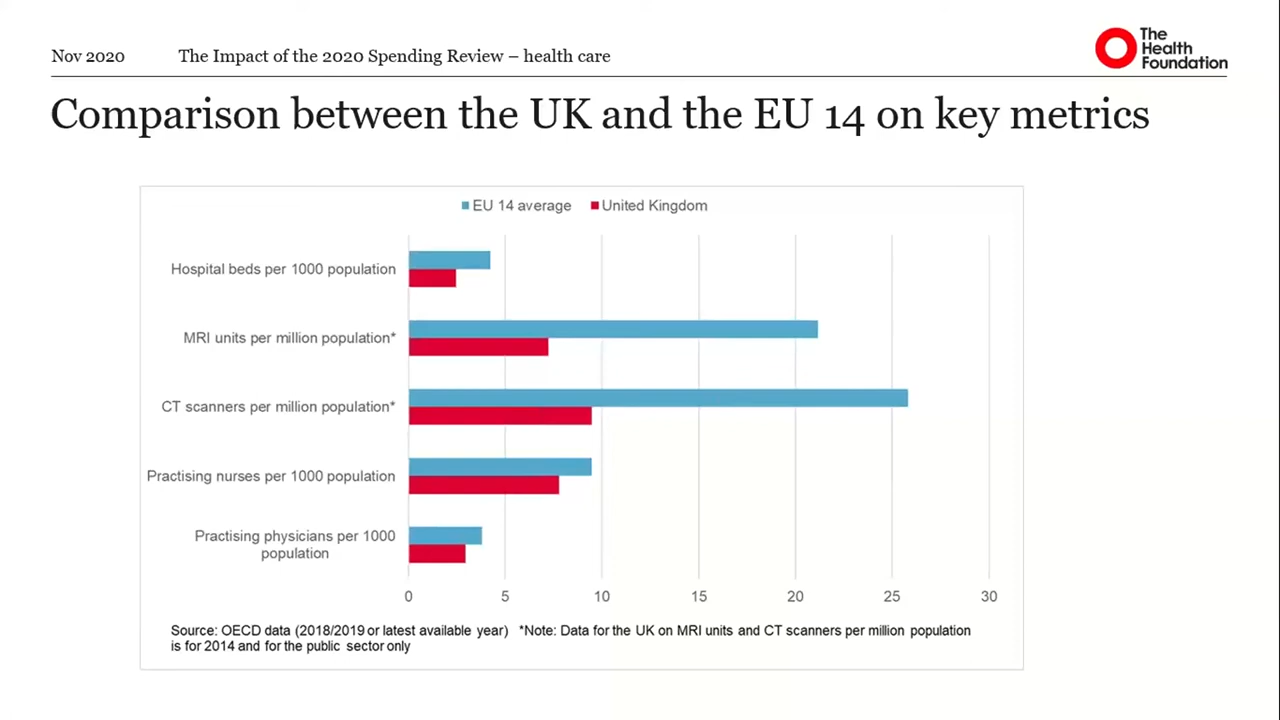 Nov 2020 The Impact of the 2020 Spending Review – health care
The
Health
Foundation
Comparison between the UK and the EU 14 on key metrics
EU 14 average United Kingdom
Hospital beds per 1000 population
MRI units per million population*
CT scanners per million population*
Practising nurses per 1000 population
Practising physicians per 1000
population
0 5 10 15 20 25 30
Source: OECD data (2018/2019 or latest available year) *Note: Data for the UK on MRI units and CT scanners per million population
is for 2014 and for the public sector only